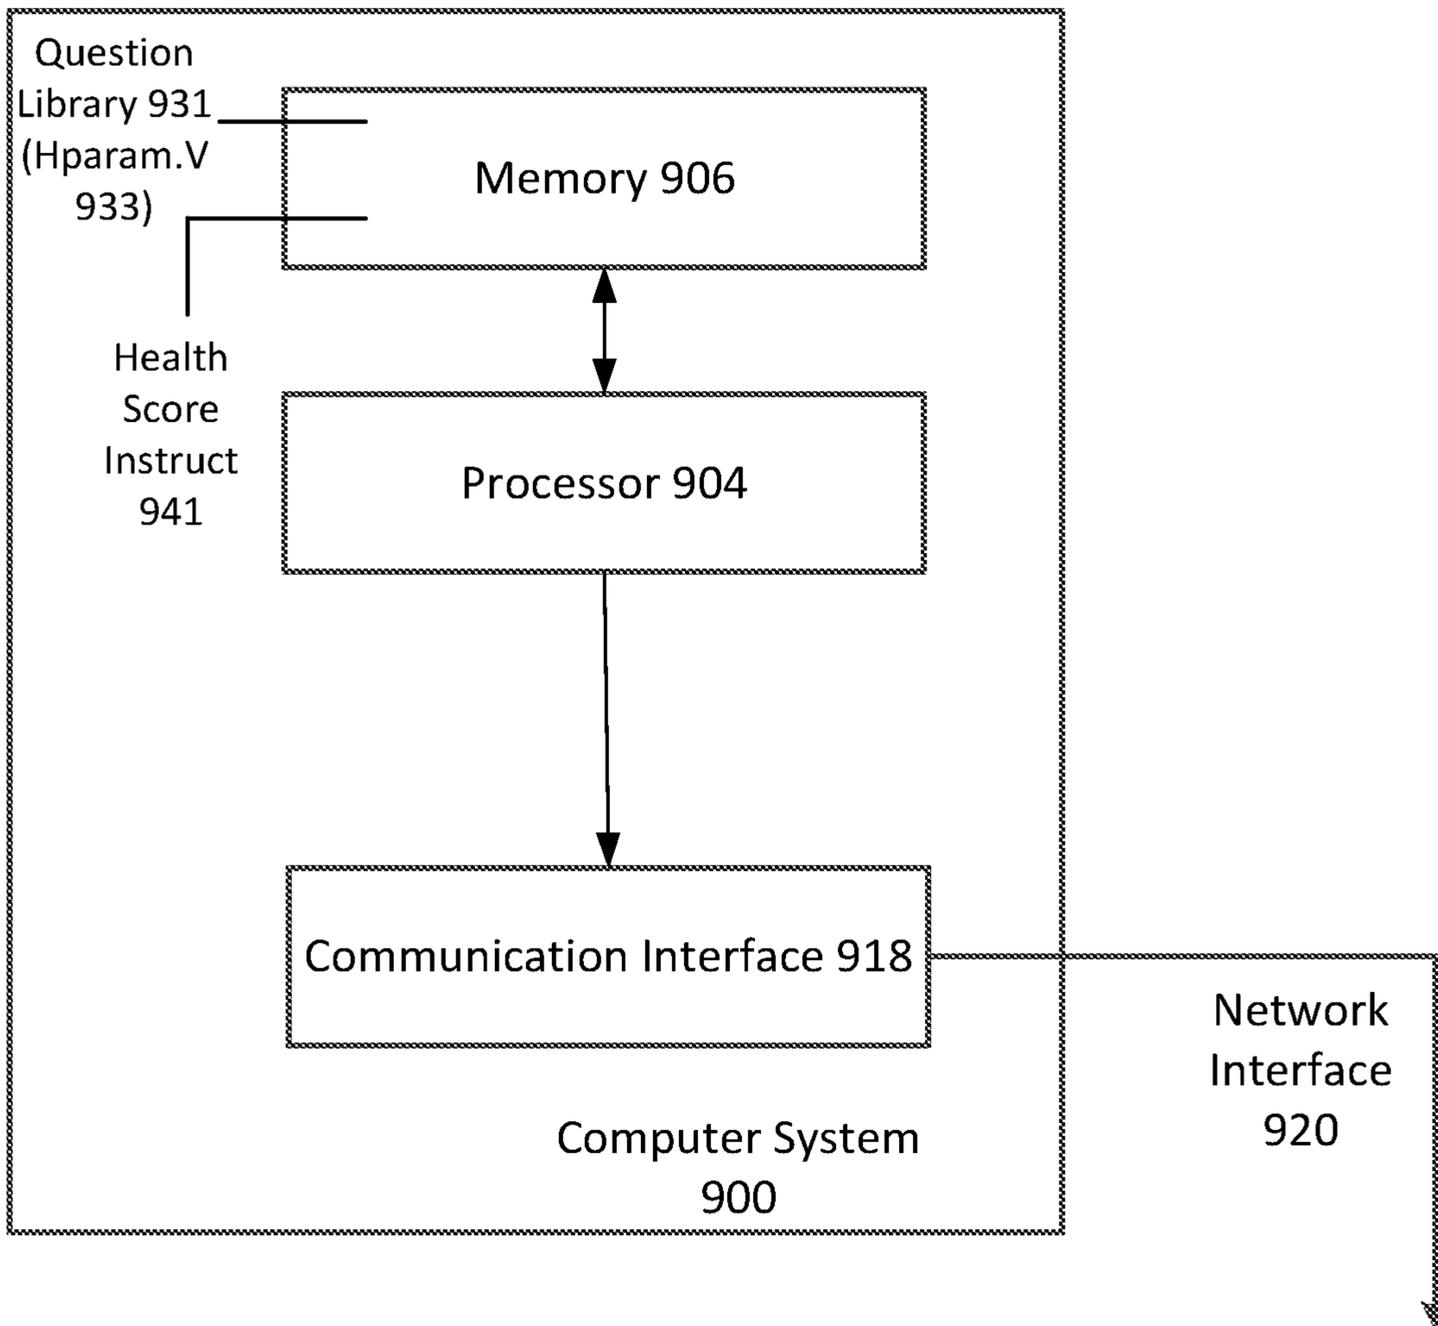 Question
Library 931
(Hparam.V
933)
Memory 906
Health
Score
Instruct
941
Processor 904
Communication Interface 918
Network
Interface
920
Computer System
900